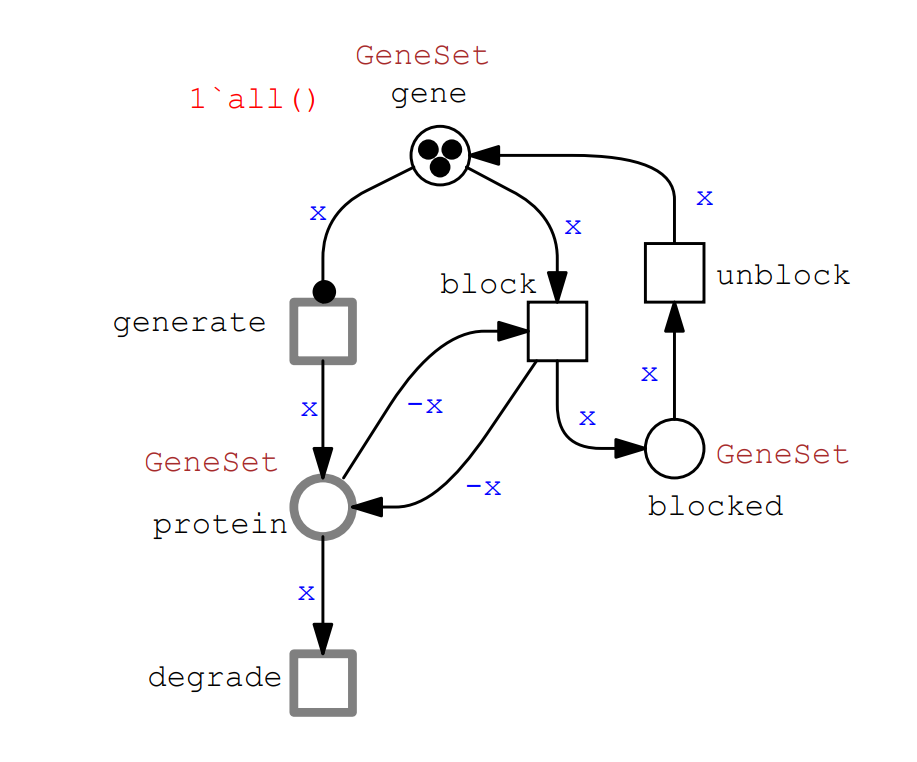 GeneSet
1`all()
gene
x
x
x
block
unblock
generate
x
-x
x
x
GeneSet
GeneSet
-x
blocked
protein
x
degrade